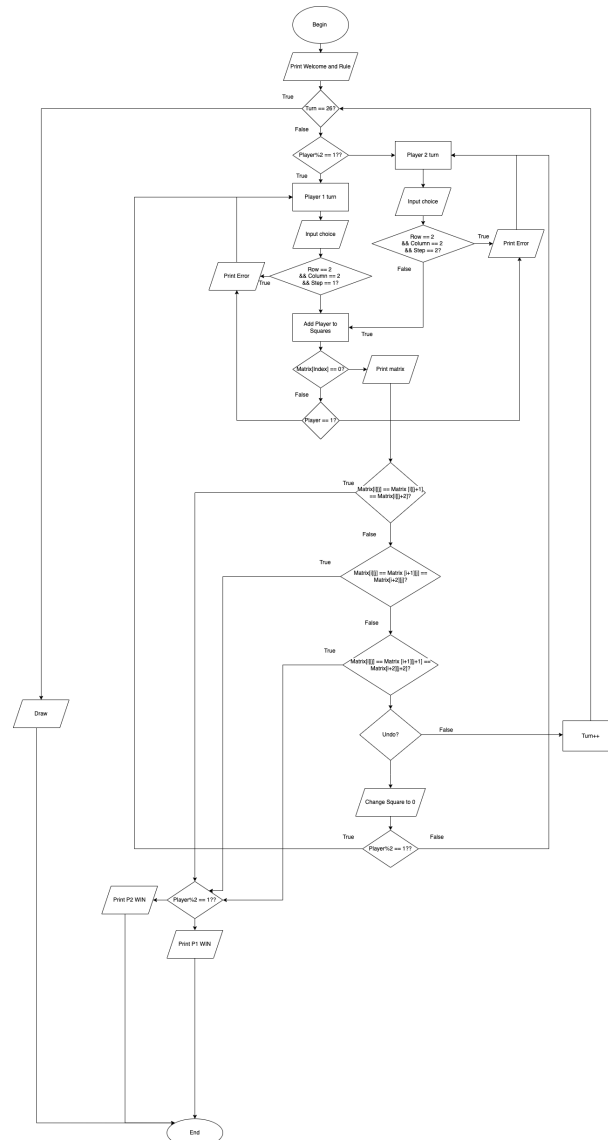 Begin
Print Welcome and Rule
True
Turn == 26?
False
Player%2 == 1??
Player 2 turn
True
Player 1 turn
Input choice
Input choice
Row == 2
&& Column == 2
&& Step == 2?
True
Print Error
False
Print Error
True
Row == 2
&& Column == 2
&& Step == 1?
Add Player to
Squares
True
Matrix[Index] == 0?
Print matrix
False
Player == 1?
True
Matrix[i][j] == Matrix [i][j+1]
== Matrix[i][j+2]?
False
True
Matrix[i][j] == Matrix [i+1][j] ==
Matrix[i+2][j]?
False
True
Matrix[i][j] == Matrix [i+1][j+1] ==
Matrix[i+2][j+2]?
Draw
Undo?
False
Turn++
Change Square to 0
True
Player%2 == 1??
False
Print P2 WIN
Player%2 == 1??
Print P1 WIN
End